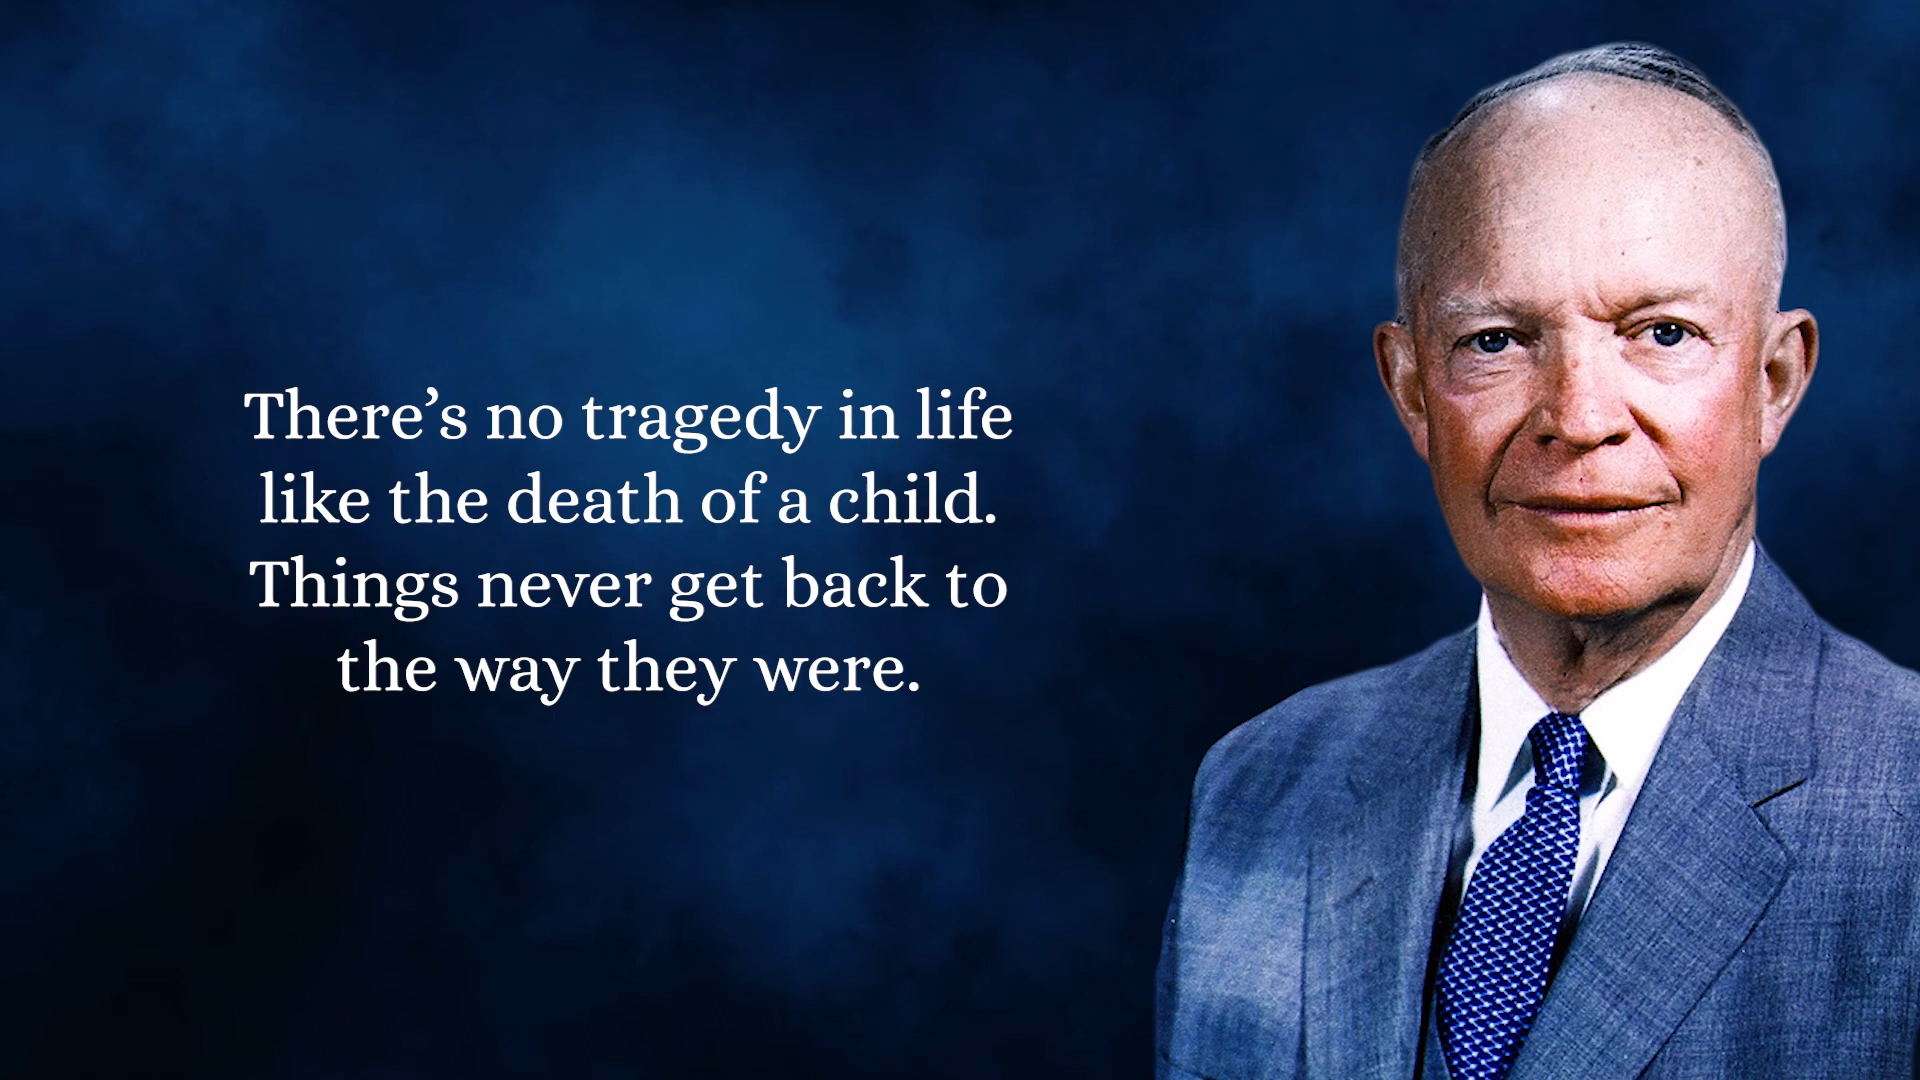 There’s no tragedy in life
like the death of a child.
Things never get back to
the way they were.